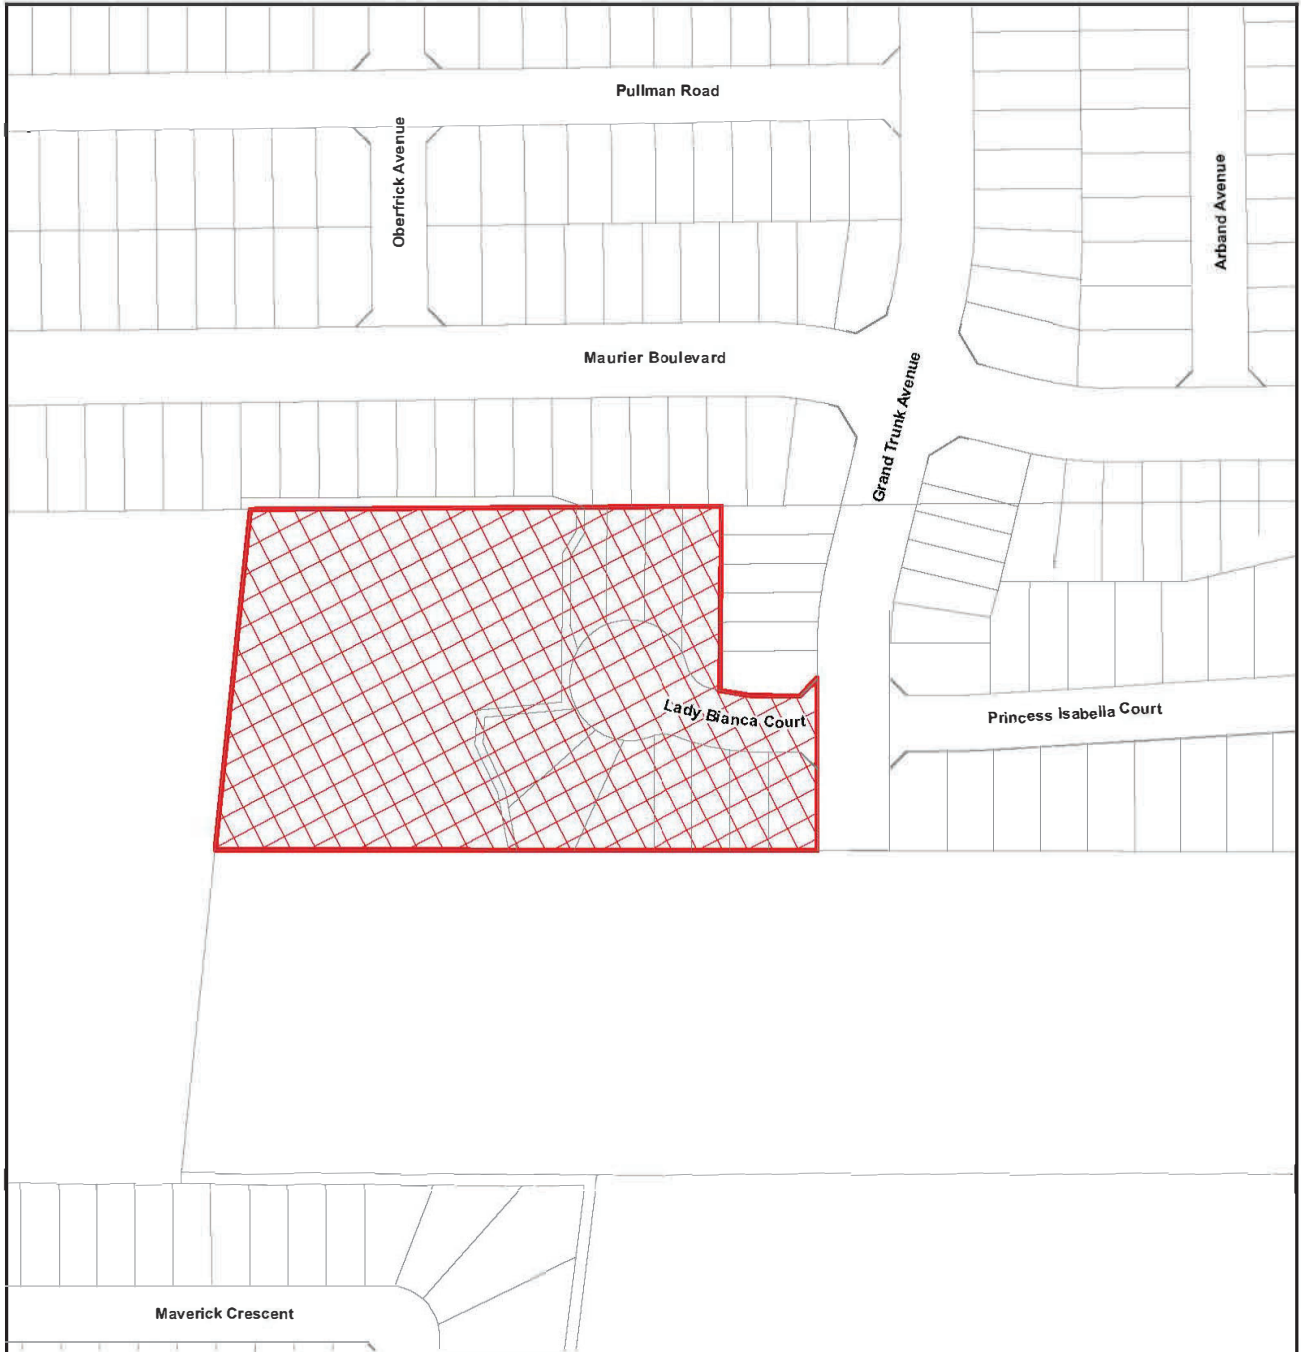 Pullman Road
Oberfrick Avenue
Arband Avenue
Maurier Boulevard
Grand Trunk Avenue
Lady Bianca Court
Princess Isabella Court
Maverick Crescent